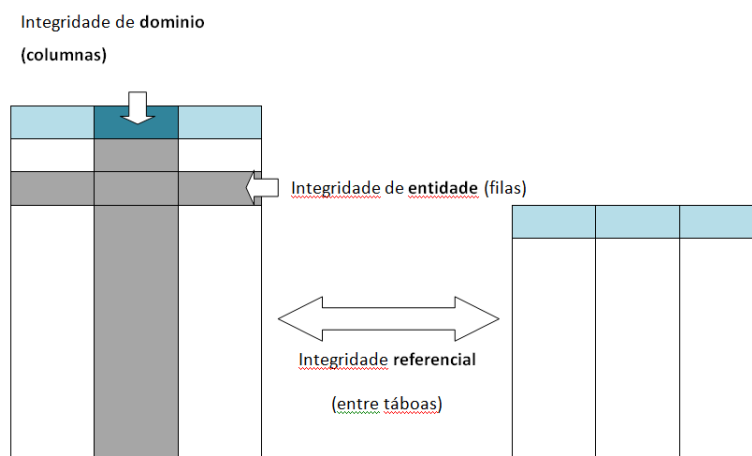 Integridade de dominio
(columnas)
Integridade de entidade (filas)
Integridade referencial
(entre táboas)